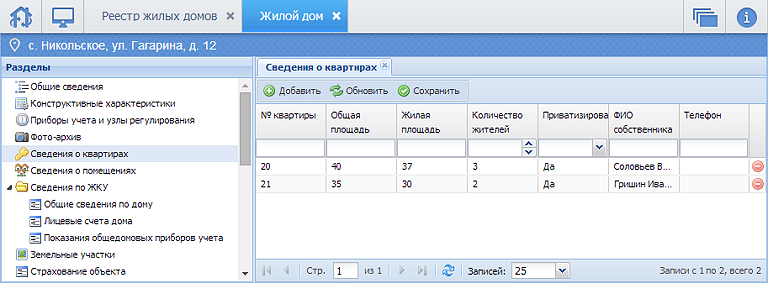 Реестр жилых домов Жилой дом
с. Никольское, ул. Гагарина, д. 12
Разделы
Общие сведения
Конструктивные характеристики
Приборы учета и узлы регулирования
Фото-архив
Сведения о квартирах
Сведения о помещениях
Сведения по ЖКУ
Общие сведения по дому
Лицевые счета дома
Показания общедомовых приборов учета
Земельные участки
Страхование объекта
Сведения о квартирах
Добавить Обновить Сохранить
№ квартиры Общая площадь Жилая площадь Количество жителей Приватизирова ФИО собственника Телефон
20 40 37 3 Да Соловьев В...
21 35 30 2 Да Гришин Ива...
Стр. 1 из 1 Записей: 25 Записи с 1 по 2, всего 2